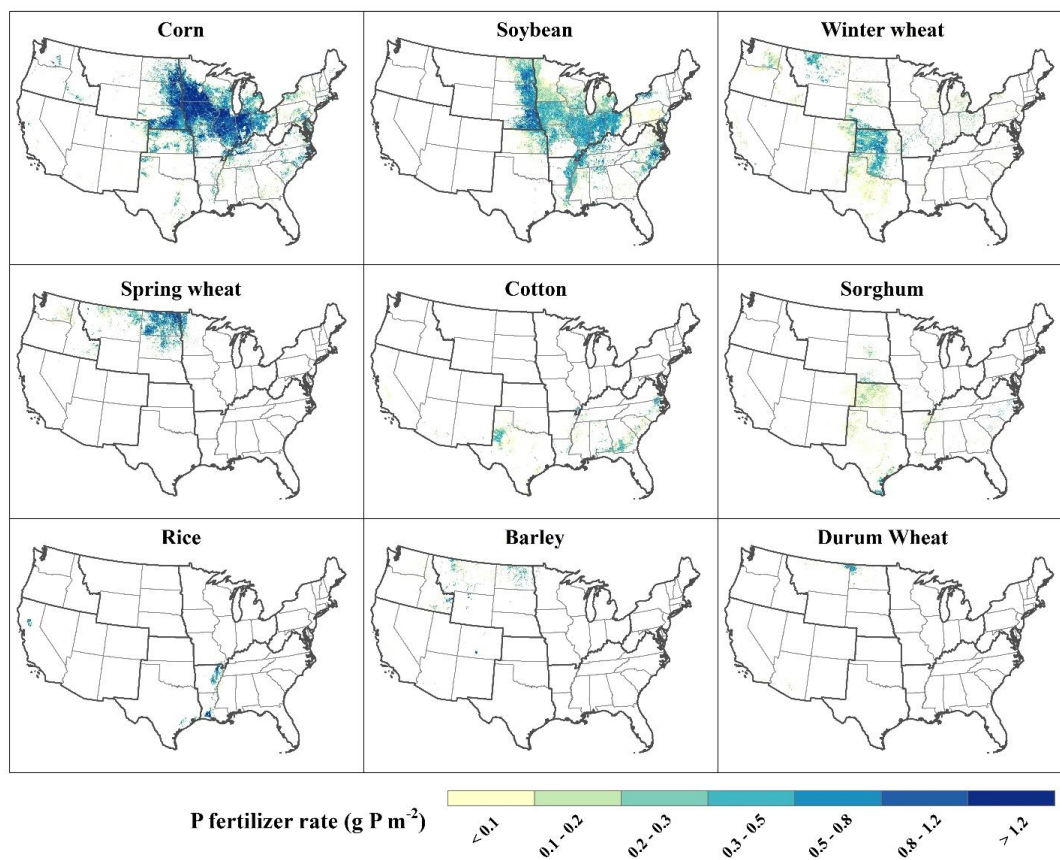 Corn
Soybean
Winter wheat
Spring wheat
Cotton
Sorghum
Rice
Barley
Durum Wheat
P fertilizer rate (g P m-2)
< 0.1
0.1 - 0.2
0.2 - 0.3
0.3 - 0.5
0.5 - 0.8
0.8 - 1.2
> 1.2